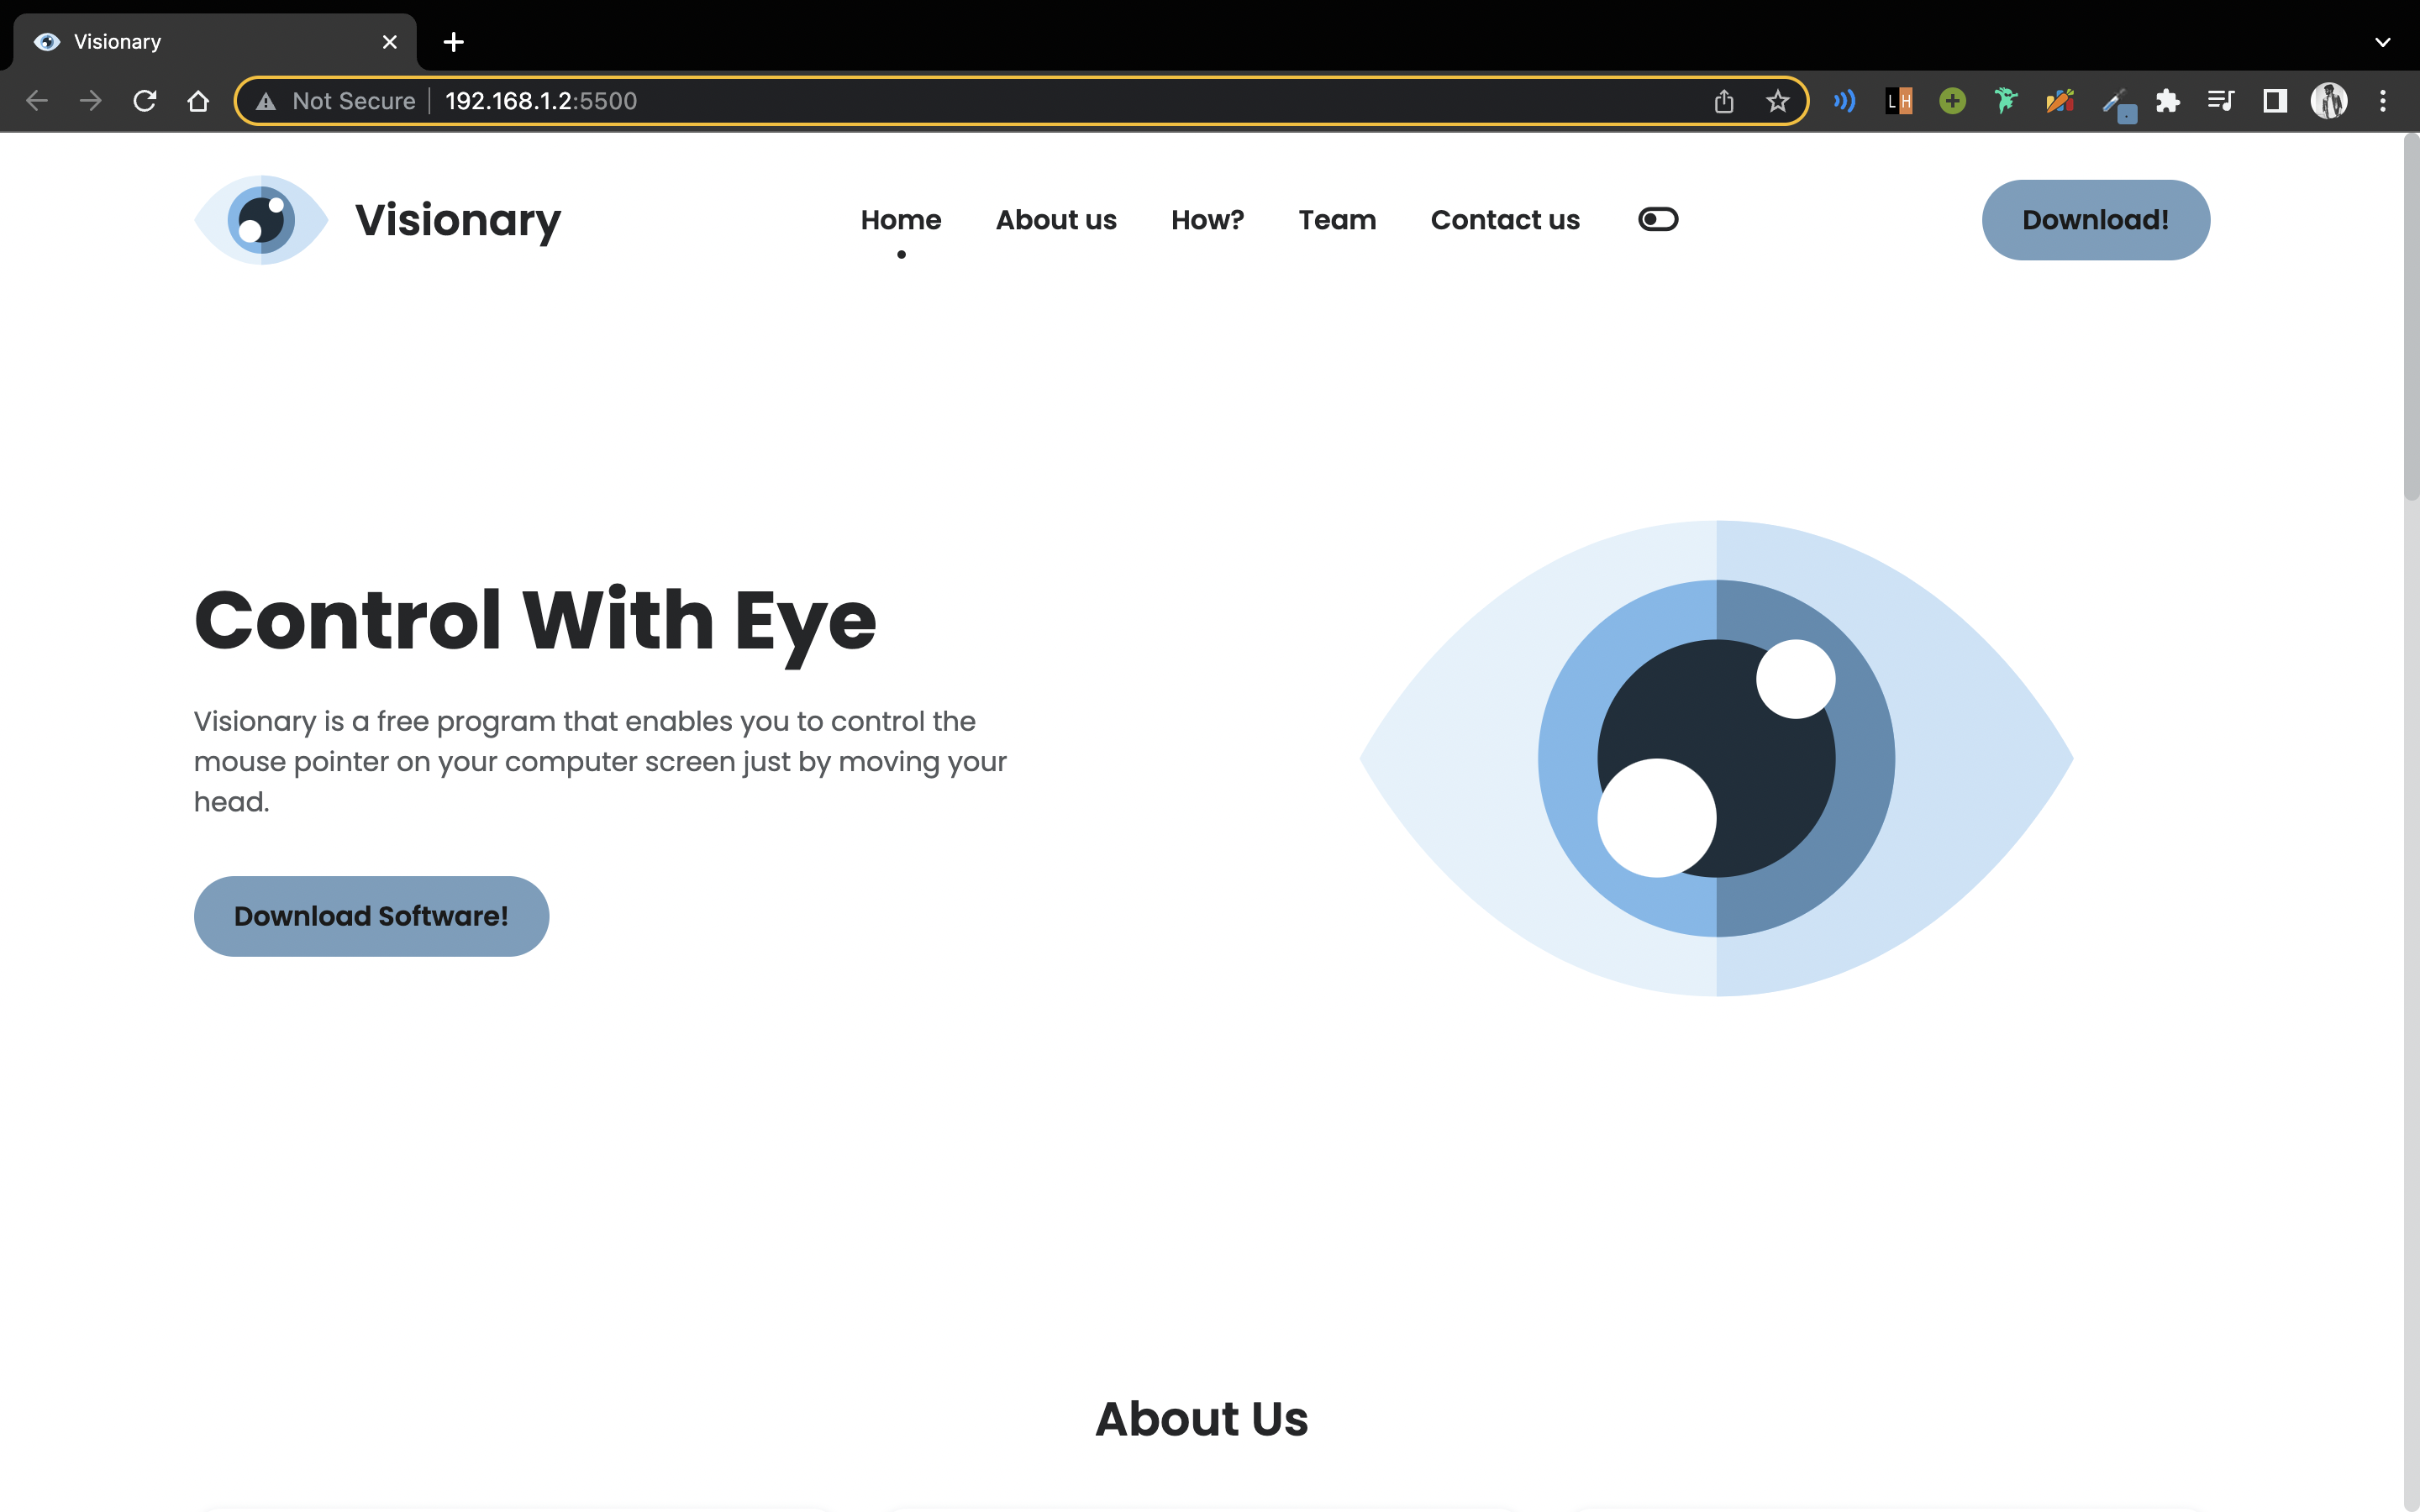 Visionary
Not Secure
192.168.1.2:5500
L H
Visionary
Home
About us
How?
Team
Contact us
Download!
Control With Eye
Visionary is a free program that enables you to control the
mouse pointer on your computer screen just by moving your
head.
Download Software!
About Us